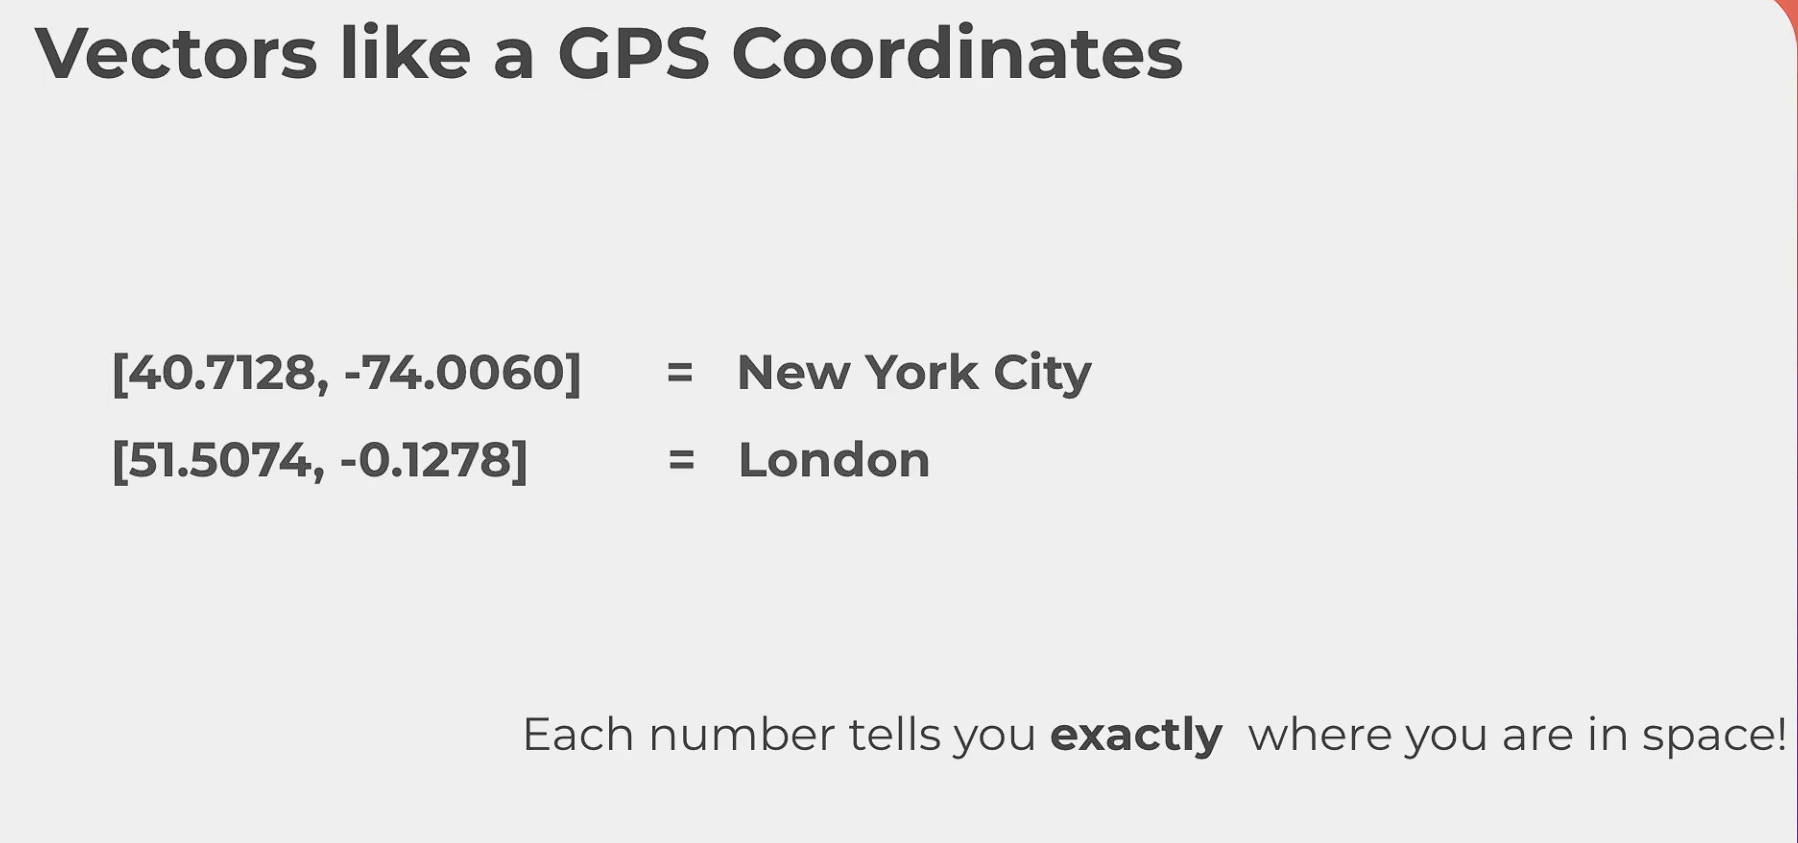 Vectors like a GPS Coordinates
[40.7128, -74.0060] = New York City
[51.5074, -0.1278] = London
Each number tells you exactly where you are in space!